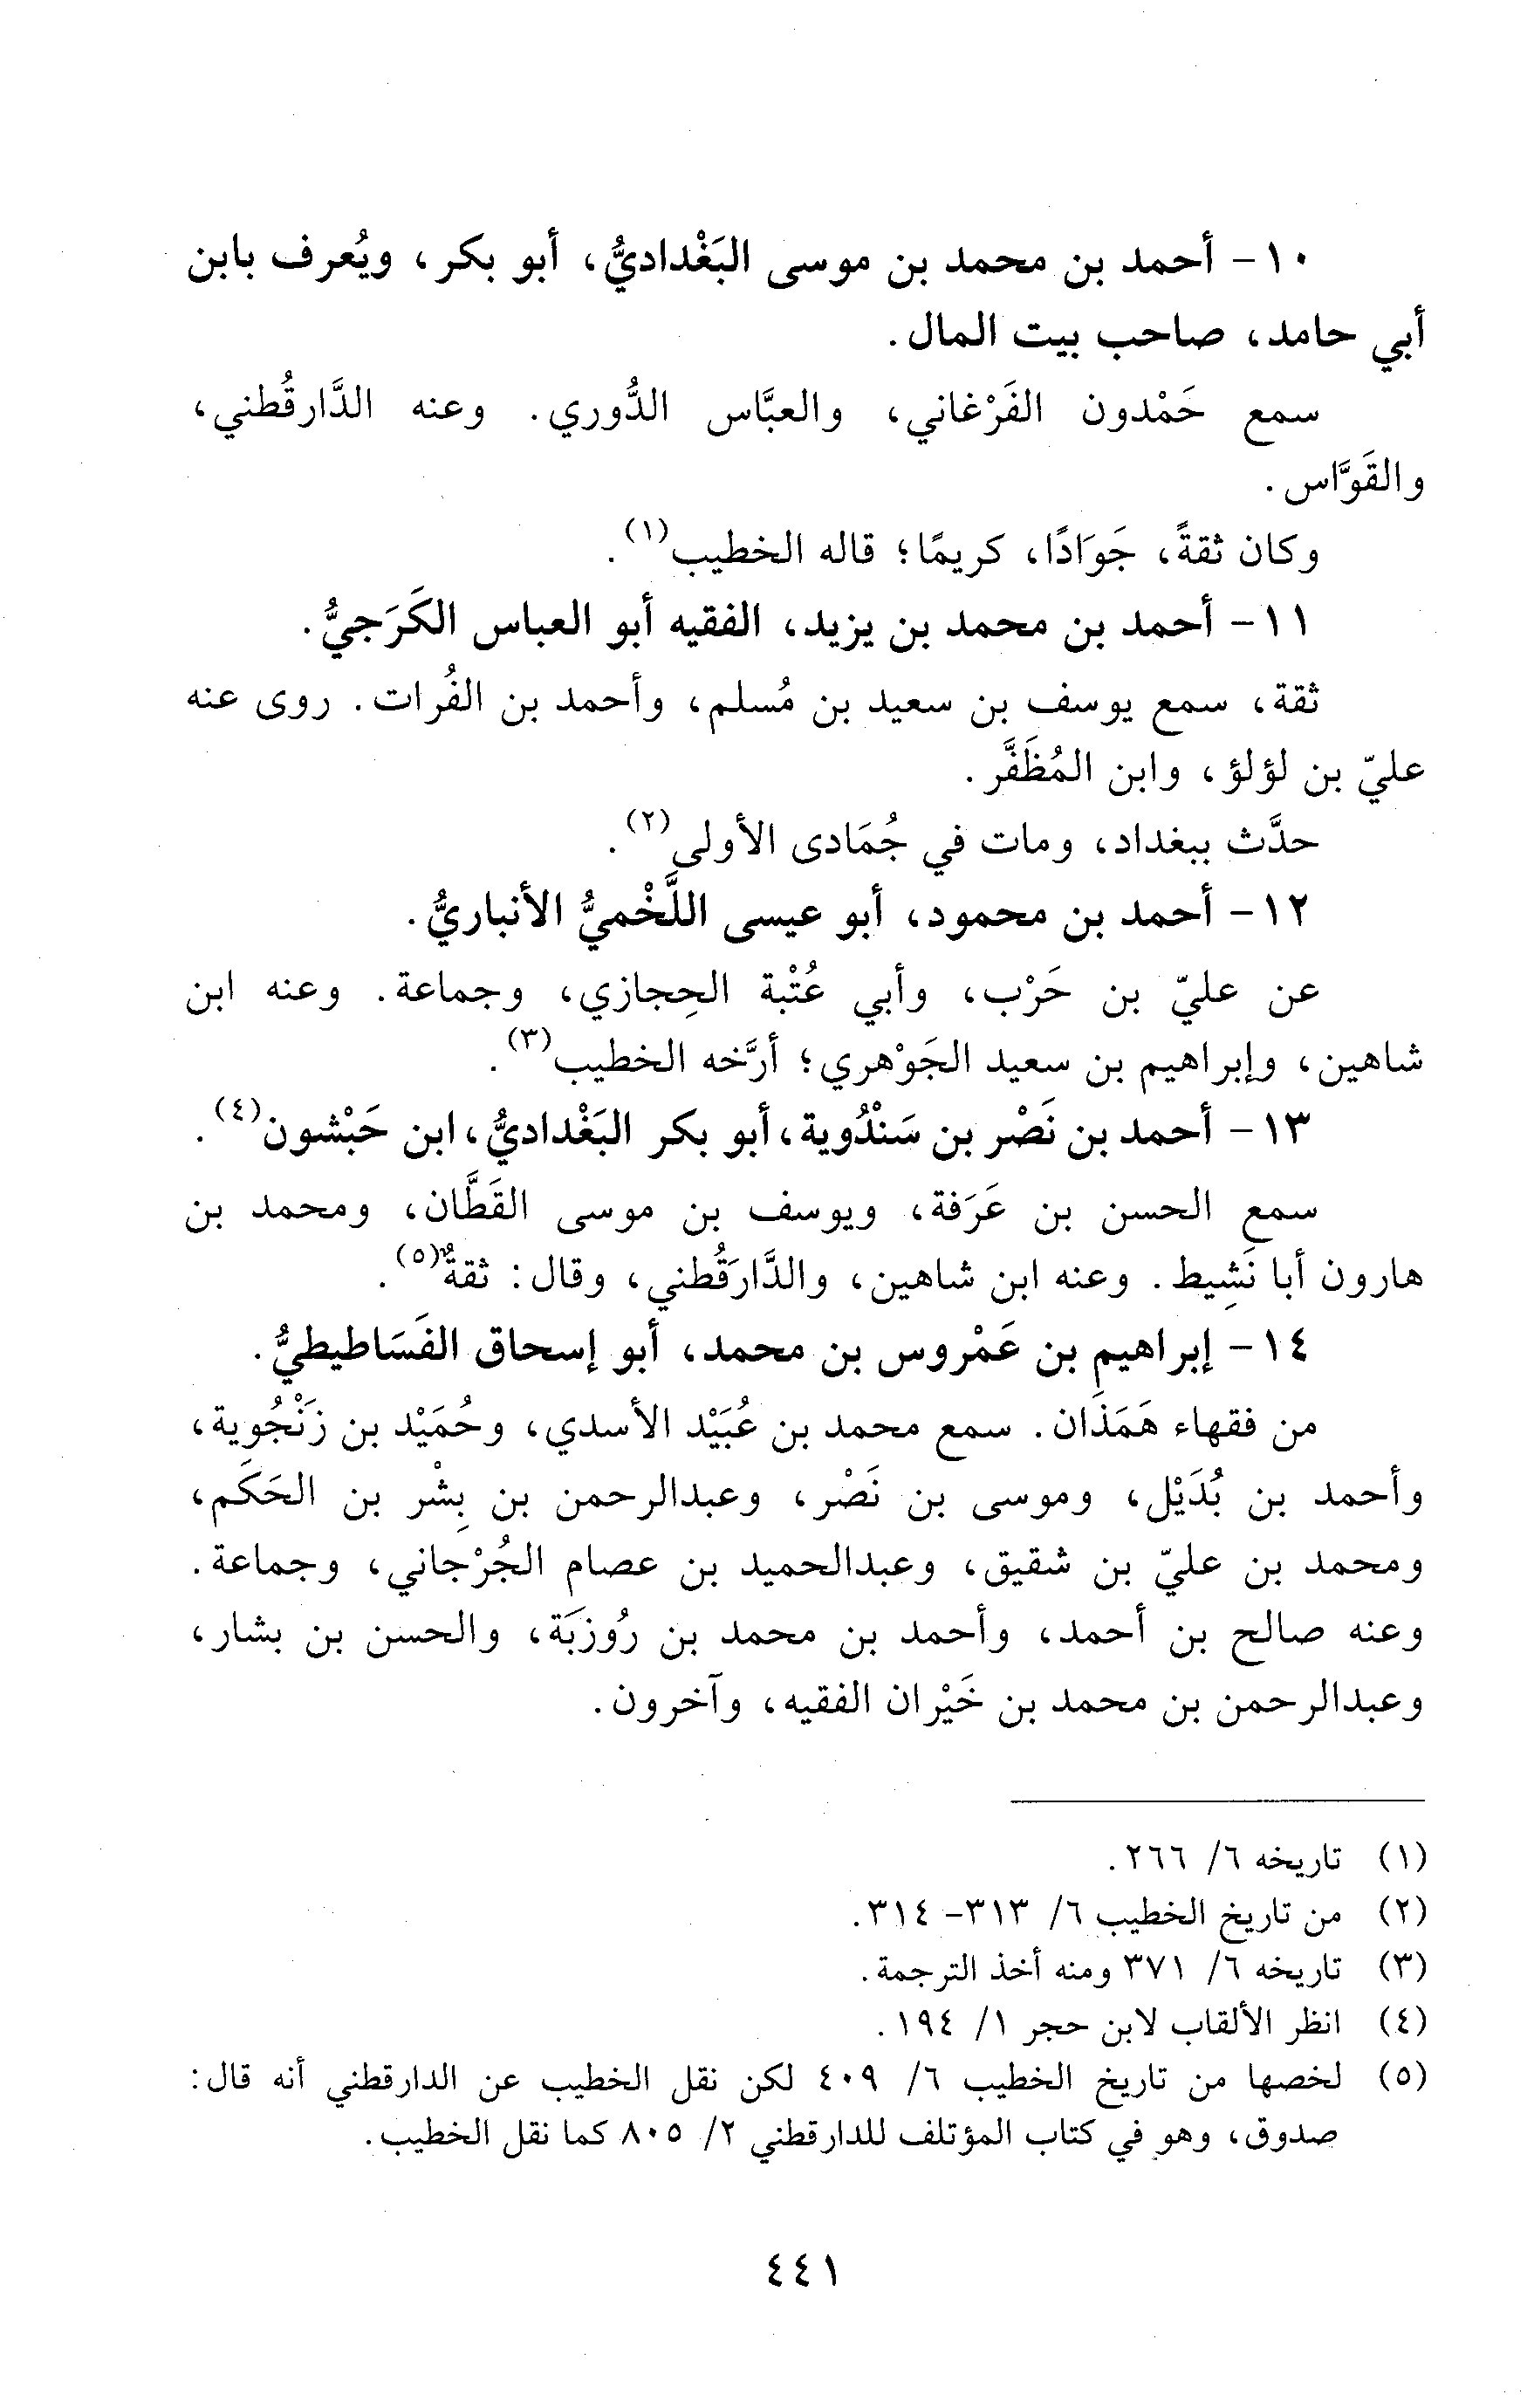 ١٠- أحمد بن محمد بن موسى البَغْداديُّ، أبو بكر، ويُعرف بابن
أبي حامد، صاحب بيت المال.
سمع حَمْدون الفَرْغاني، والعبَّاس الدُّوري. وعنه الدَّارقُطني،
والقَوَّاس.
وكان ثقةً، جَوَادًا، كريمًا؛ قاله الخطيب(١).
١١- أحمد بن محمد بن يزيد، الفقيه أبو العباس الكَرَجيُّ.
ثقة، سمع يوسف بن سعيد بن مُسلم، وأحمد بن الفُرات. روى عنه
عليّ بن لؤلؤ، وابن المُظَفَّر.
حدَّث ببغداد، ومات في جُمَادى الأولى(٢).
١٢- أحمد بن محمود، أبو عيسى اللَّخْميُّ الأنباريُّ.
عن عليّ بن حَرْب، وأبي عُتْبة الحِجازي، وجماعة. وعنه ابن
شاهين، وإبراهيم بن سعيد الجَوْهري؛ أرَّخه الخطيب(٣).
١٣- أحمد بن نَصْر بن سَنْدُوية، أبو بكر البَغْداديُّ، ابن حَبْشون(٤).
سمع الحسن بن عَرَفة، ويوسف بن موسى القَطَّان، ومحمد بن
هارون أبا نَشِيط. وعنه ابن شاهين، والدَّارَقُطني، وقال: ثقةٌ(٥).
١٤- إبراهيم بن عَمْروس بن محمد، أبو إسحاق الفَسَاطيطيُّ.
من فقهاء هَمَذَان. سمع محمد بن عُبَيْد الأسدي، وحُمَيْد بن زَنْجُوية،
وأحمد بن بُدَيْل، وموسى بن نَصْر، وعبدالرحمن بن بِشْر بن الحَكَم،
ومحمد بن عليّ بن شقيق، وعبدالحميد بن عصام الجُرْجاني، وجماعة.
وعنه صالح بن أحمد، وأحمد بن محمد بن رُوزبَة، والحسن بن بشار،
وعبدالرحمن بن محمد بن خَيْران الفقيه، وآخرون.
(١) تاريخه ٦/ ٢٦٦.
(٢) من تاريخ الخطيب ٦/ ٣١٣- ٣١٤.
(٣) تاريخه ٦/ ٣٧١ ومنه أخذ الترجمة.
(٤) انظر الألقاب لابن حجر ١/ ١٩٤.
(٥) لخصها من تاريخ الخطيب ٦/ ٤٠٩ لكن نقل الخطيب عن الدارقطني أنه قال:
صدوق، وهو في كتاب المؤتلف للدارقطني ٢/ ٨٠٥ كما نقل الخطيب.
٤٤١